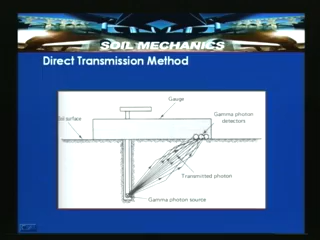 SOIL MECHANICS
Direct Transmission Method
Gauge
Gamma photon
detectors
Soil surface
Transmitted photon
Gamma photon source